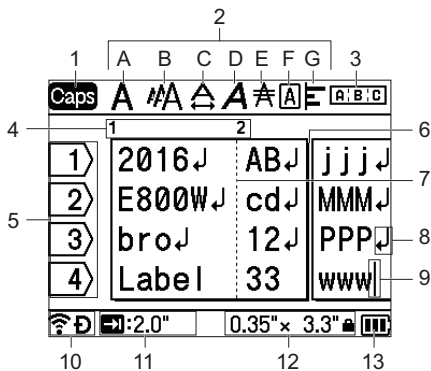 2
1 A B C D E F G 3
Caps A A A A A A A B C
4 1 2 6
1 2016↵ AB↵ jjj↵
7
2 E800W↵ cd↵ MMM↵
5
3 bro↵ 12↵ PPP↵ 8
4 Label 33 www 9
Đ :2.0" 0.35"× 3.3"
10 11 12 13